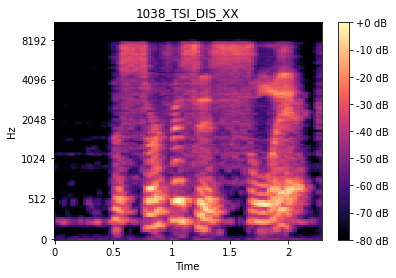 1038_TSI_DIS_XX
8192
4096
2048
1024
512
0
Hz
0
0.5
1
1.5
2
Time
+0 dB
-10 dB
-20 dB
-30 dB
-40 dB
-50 dB
-60 dB
-70 dB
-80 dB